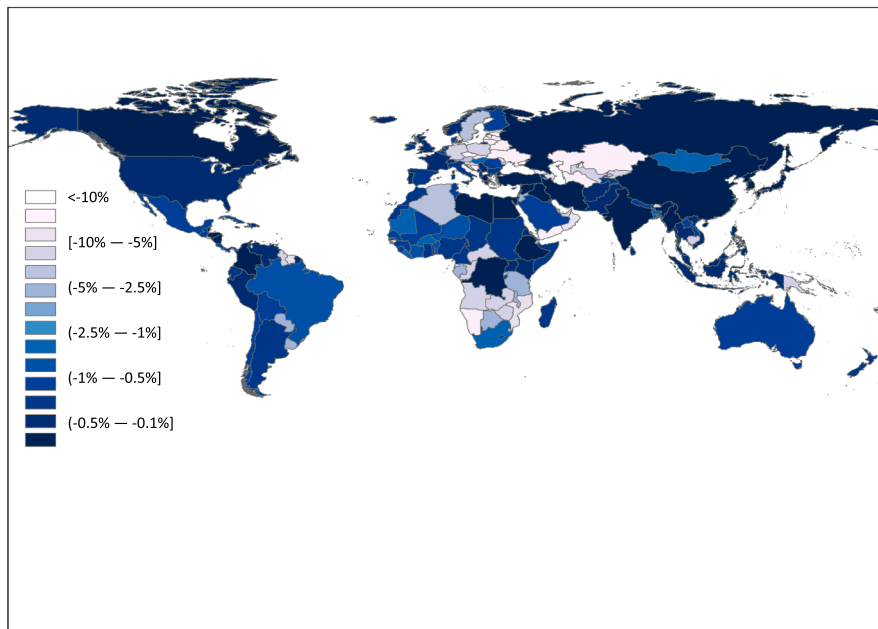 <-10%
[-10% — -5%]
(-5% — -2.5%]
(-2.5% — -1%]
(-1% — -0.5%]
(-0.5% — -0.1%]